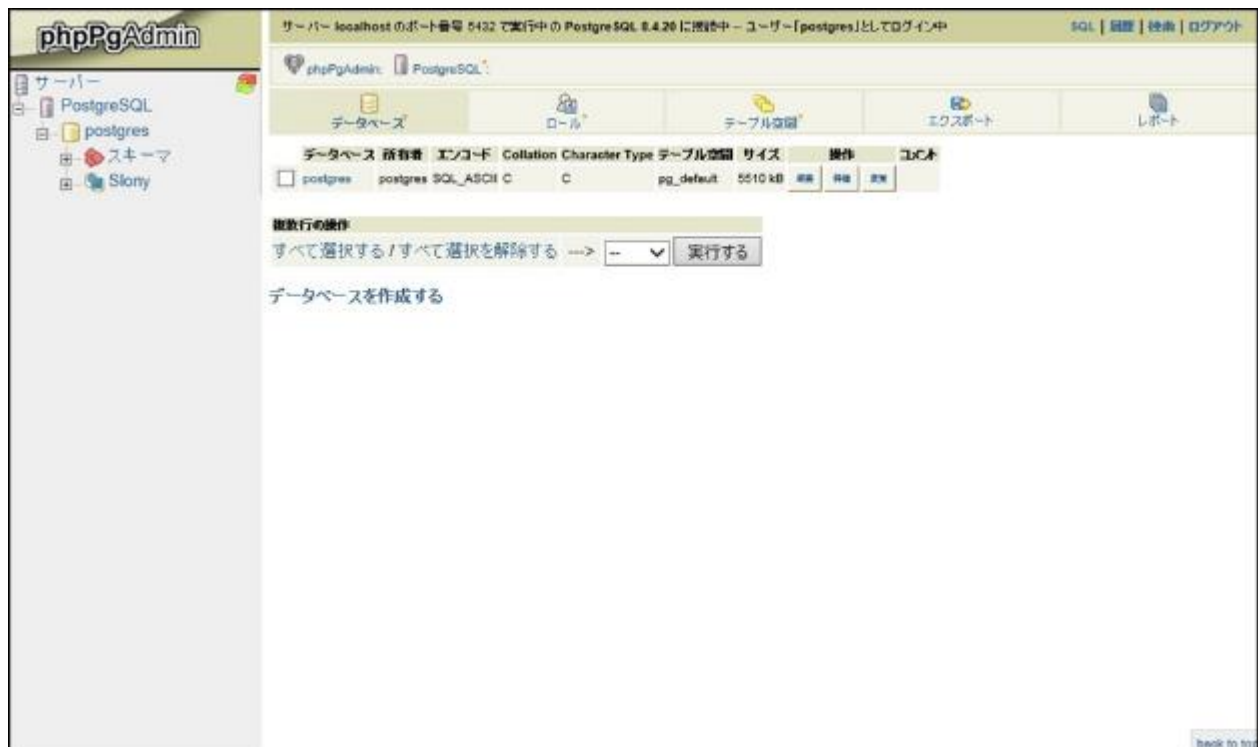 phpPgAdmin
サーバー
PostgreSQL
postgres
スキーマ
Slony
サーバー localhost のポート番号 5432 で実行中の PostgreSQL 8.4.20 に接続中 -- ユーザー「postgres」としてログイン中
SQL | 履歴 | 検索 | ログアウト
phpPgAdmin: PostgreSQL:
データベース ロール テーブル空間 エクスポート レポート
データベース 所有者 エンコード Collation Character Type テーブル空間 サイズ 操作 コメント
postgres postgres SQL_ASCII C C pg_default 5510 kB 変更
複数行の操作
すべて選択する / すべて選択を解除する ---> -- 実行する
データベースを作成する
back to top